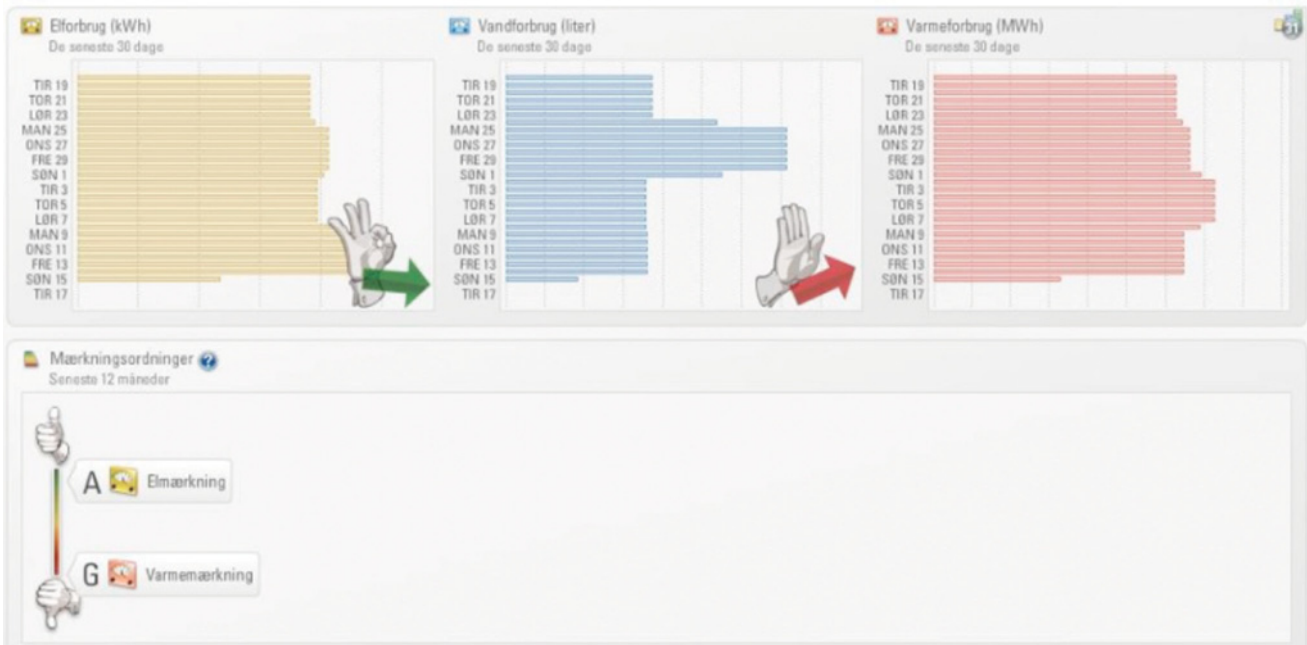 Elforbrug (kWh)
De seneste 30 dage
TIR 19
TOR 21
LØR 23
MAN 25
ONS 27
FRE 29
SØN 1
TIR 3
TOR 5
LØR 7
MAN 9
ONS 11
FRE 13
SØN 15
TIR 17
Vandforbrug (liter)
De seneste 30 dage
TIR 19
TOR 21
LØR 23
MAN 25
ONS 27
FRE 29
SØN 1
TIR 3
TOR 5
LØR 7
MAN 9
ONS 11
FRE 13
SØN 15
TIR 17
Varmeforbrug (MWh)
De seneste 30 dage
31
TIR 19
TOR 21
LØR 23
MAN 25
ONS 27
FRE 29
SØN 1
TIR 3
TOR 5
LØR 7
MAN 9
ONS 11
FRE 13
SØN 15
TIR 17
Mærkningsordninger ?
Seneste 12 måneder
A Elmærkning
G Varmemærkning